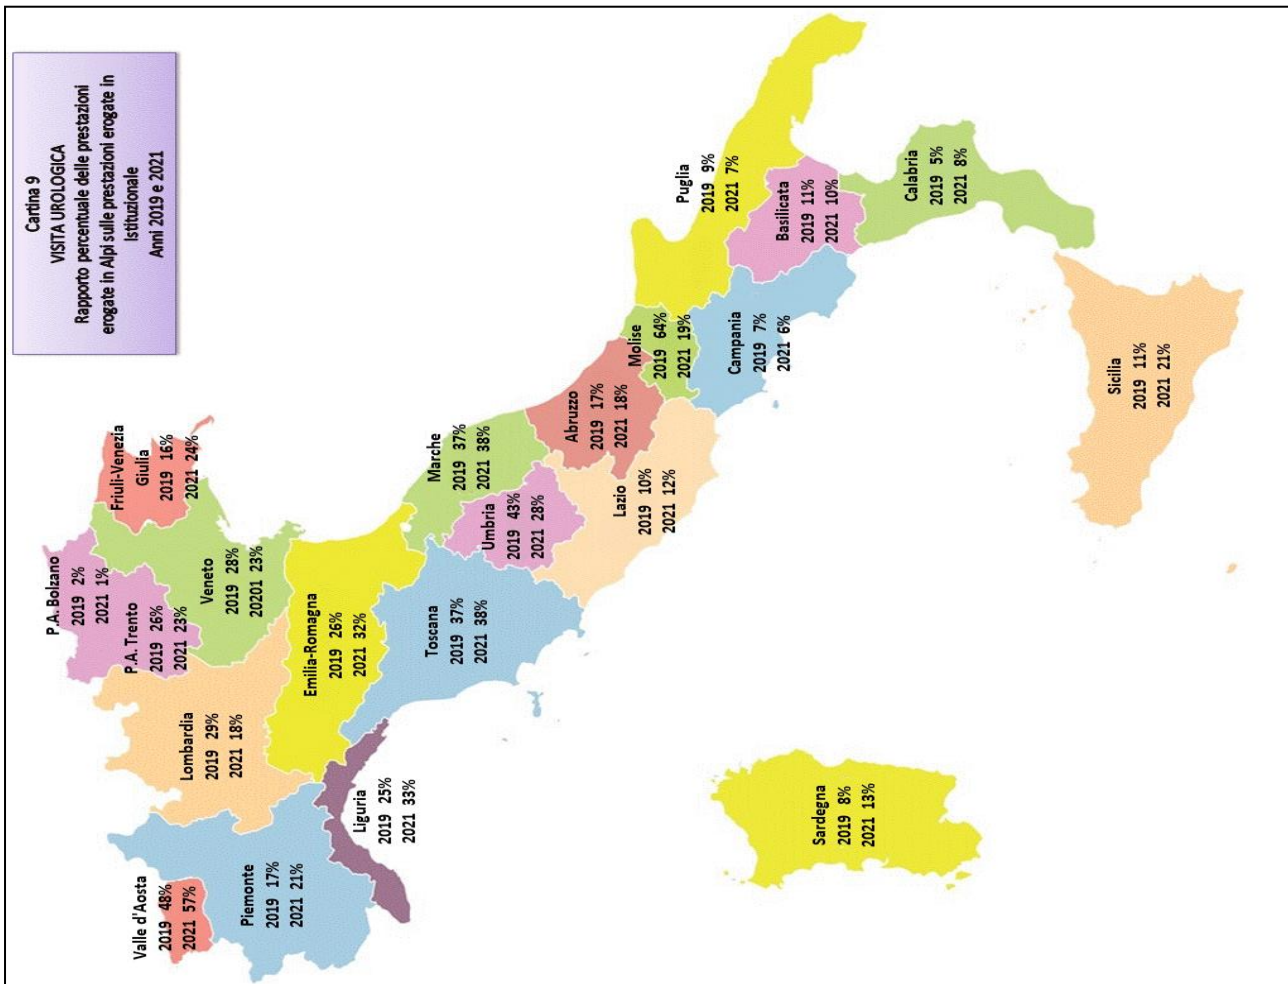 Cartina 9
VISITA UROLOGICA
Rapporto percentuale delle prestazioni
erogate in Alpi sulle prestazioni erogate in
Istituzionale
Anni 2019 e 2021
Valle d'Aosta
2019 48%
2021 57%
Piemonte
2019 17%
2021 21%
Liguria
2019 25%
2021 33%
Lombardia
2019 29%
2021 18%
P.A. Bolzano
2019 2%
2021 1%
P.A. Trento
2019 26%
2021 23%
Veneto
2019 28%
20201 23%
Friuli-Venezia
Giulia
2019 16%
2021 24%
Emilia-Romagna
2019 26%
2021 32%
Toscana
2019 37%
2021 38%
Umbria
2019 43%
2021 28%
Marche
2019 37%
2021 38%
Lazio
2019 10%
2021 12%
Abruzzo
2019 17%
2021 18%
Molise
2019 64%
2021 19%
Campania
2019 7%
2021 6%
Puglia
2019 9%
2021 7%
Basilicata
2019 11%
2021 10%
Calabria
2019 5%
2021 8%
Sicilia
2019 11%
2021 21%
Sardegna
2019 8%
2021 13%